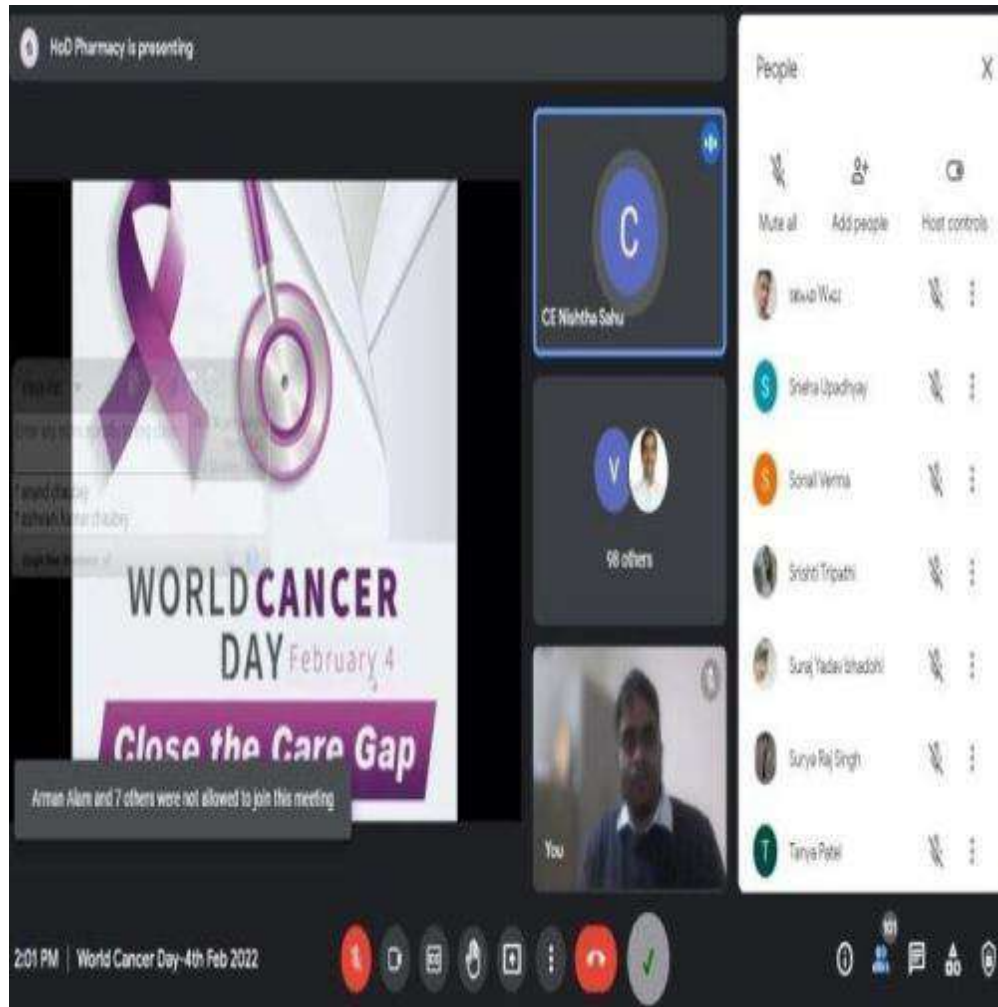 HoD Pharmacy is presenting
People
Mute all
Add people
Host controls
C
CE Nishtha Sahu
S
Sneha Upadhyay
S
Sonali Verma
V
98 others
Srishti Tripathi
WORLD CANCER
DAY February 4
Close the Care Gap
Suraj Yadav bhadohi
Surya Raj Singh
Arman Alam and 7 others were not allowed to join this meeting
You
T
Tanya Patel
2:01 PM | World Cancer Day-4th Feb 2022
101